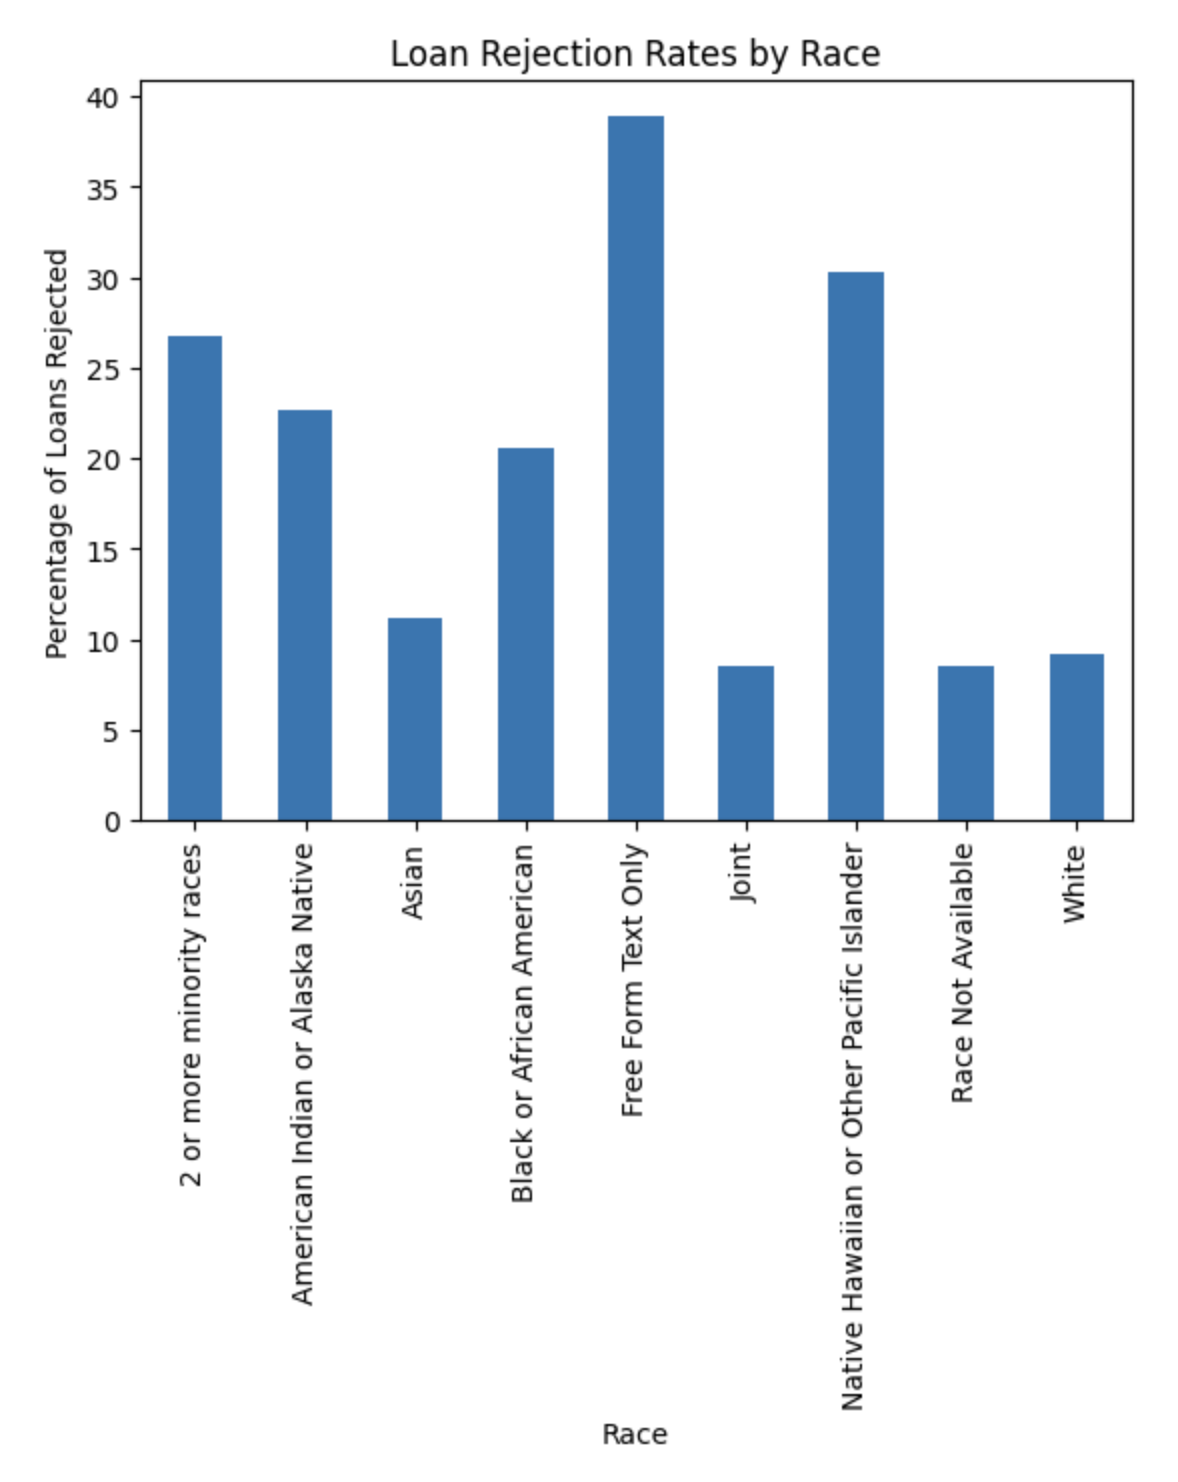 Loan Rejection Rates by Race
Percentage of Loans Rejected
40
35
30
25
20
15
10
5
0
2 or more minority races
American Indian or Alaska Native
Asian
Black or African American
Free Form Text Only
Joint
Native Hawaiian or Other Pacific Islander
Race Not Available
White
Race